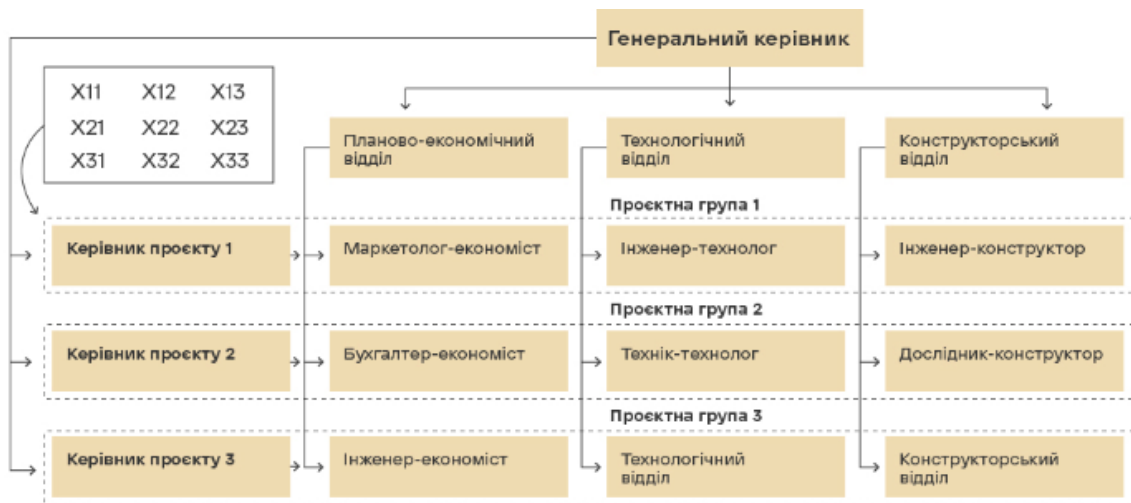 Генеральний керівник
X11 X12 X13
X21 X22 X23
X31 X32 X33
Планово-економічний
відділ
Технологічний
відділ
Конструкторський
відділ
Проєктна група 1
Керівник проєкту 1
Маркетолог-економіст
Інженер-технолог
Інженер-конструктор
Проєктна група 2
Керівник проєкту 2
Бухгалтер-економіст
Технік-технолог
Дослідник-конструктор
Проєктна група 3
Керівник проєкту 3
Інженер-економіст
Технологічний
відділ
Конструкторський
відділ